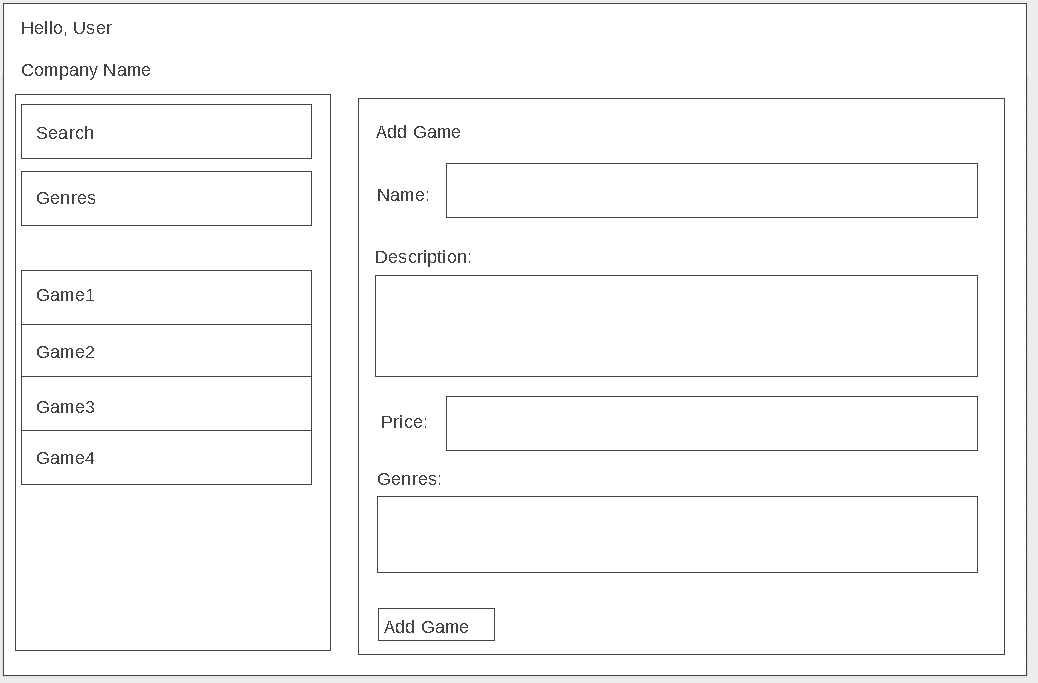 Hello, User
Company Name
Search
Genres
Game1
Game2
Game3
Game4
Add Game
Name:
Description:
Price:
Genres:
Add Game